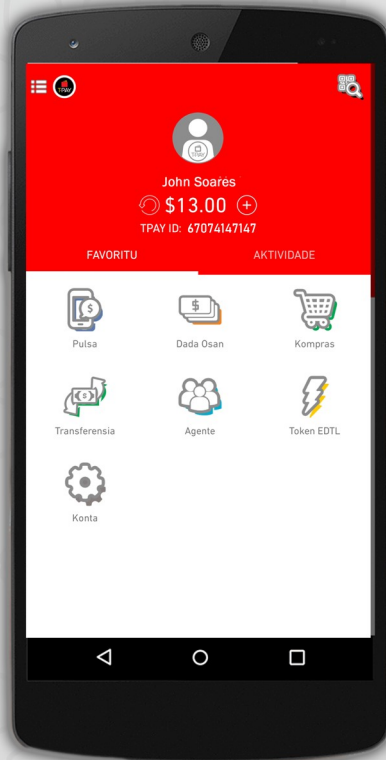 TPAY
John Soares
$13.00
TPAY ID: 67074147147
FAVORITU
AKTIVIDADE
Pulsa
Dada Osan
Kompras
Transferensia
Agente
Token EDTL
Konta